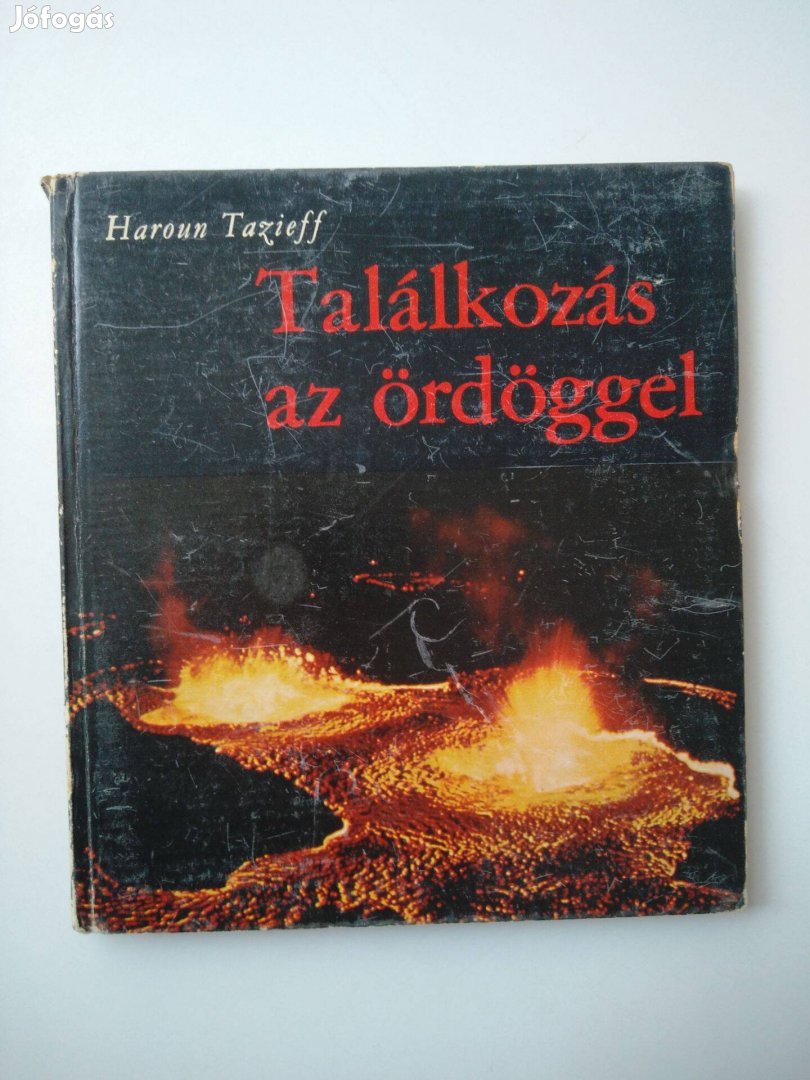 Jófogás
Haroun Tazieff
Találkozás
az ördöggel